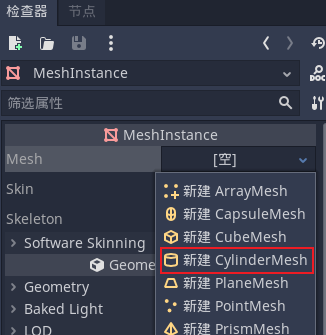 检查器 节点
MeshInstance
DOC
筛选属性
MeshInstance
Mesh [空]
Skin
Skeleton
新建 ArrayMesh
新建 CapsuleMesh
新建 CubeMesh
新建 CylinderMesh
新建 PlaneMesh
新建 PointMesh
新建 PrismMesh
Software Skinning
Geome
Geometry
Baked Light
LOD